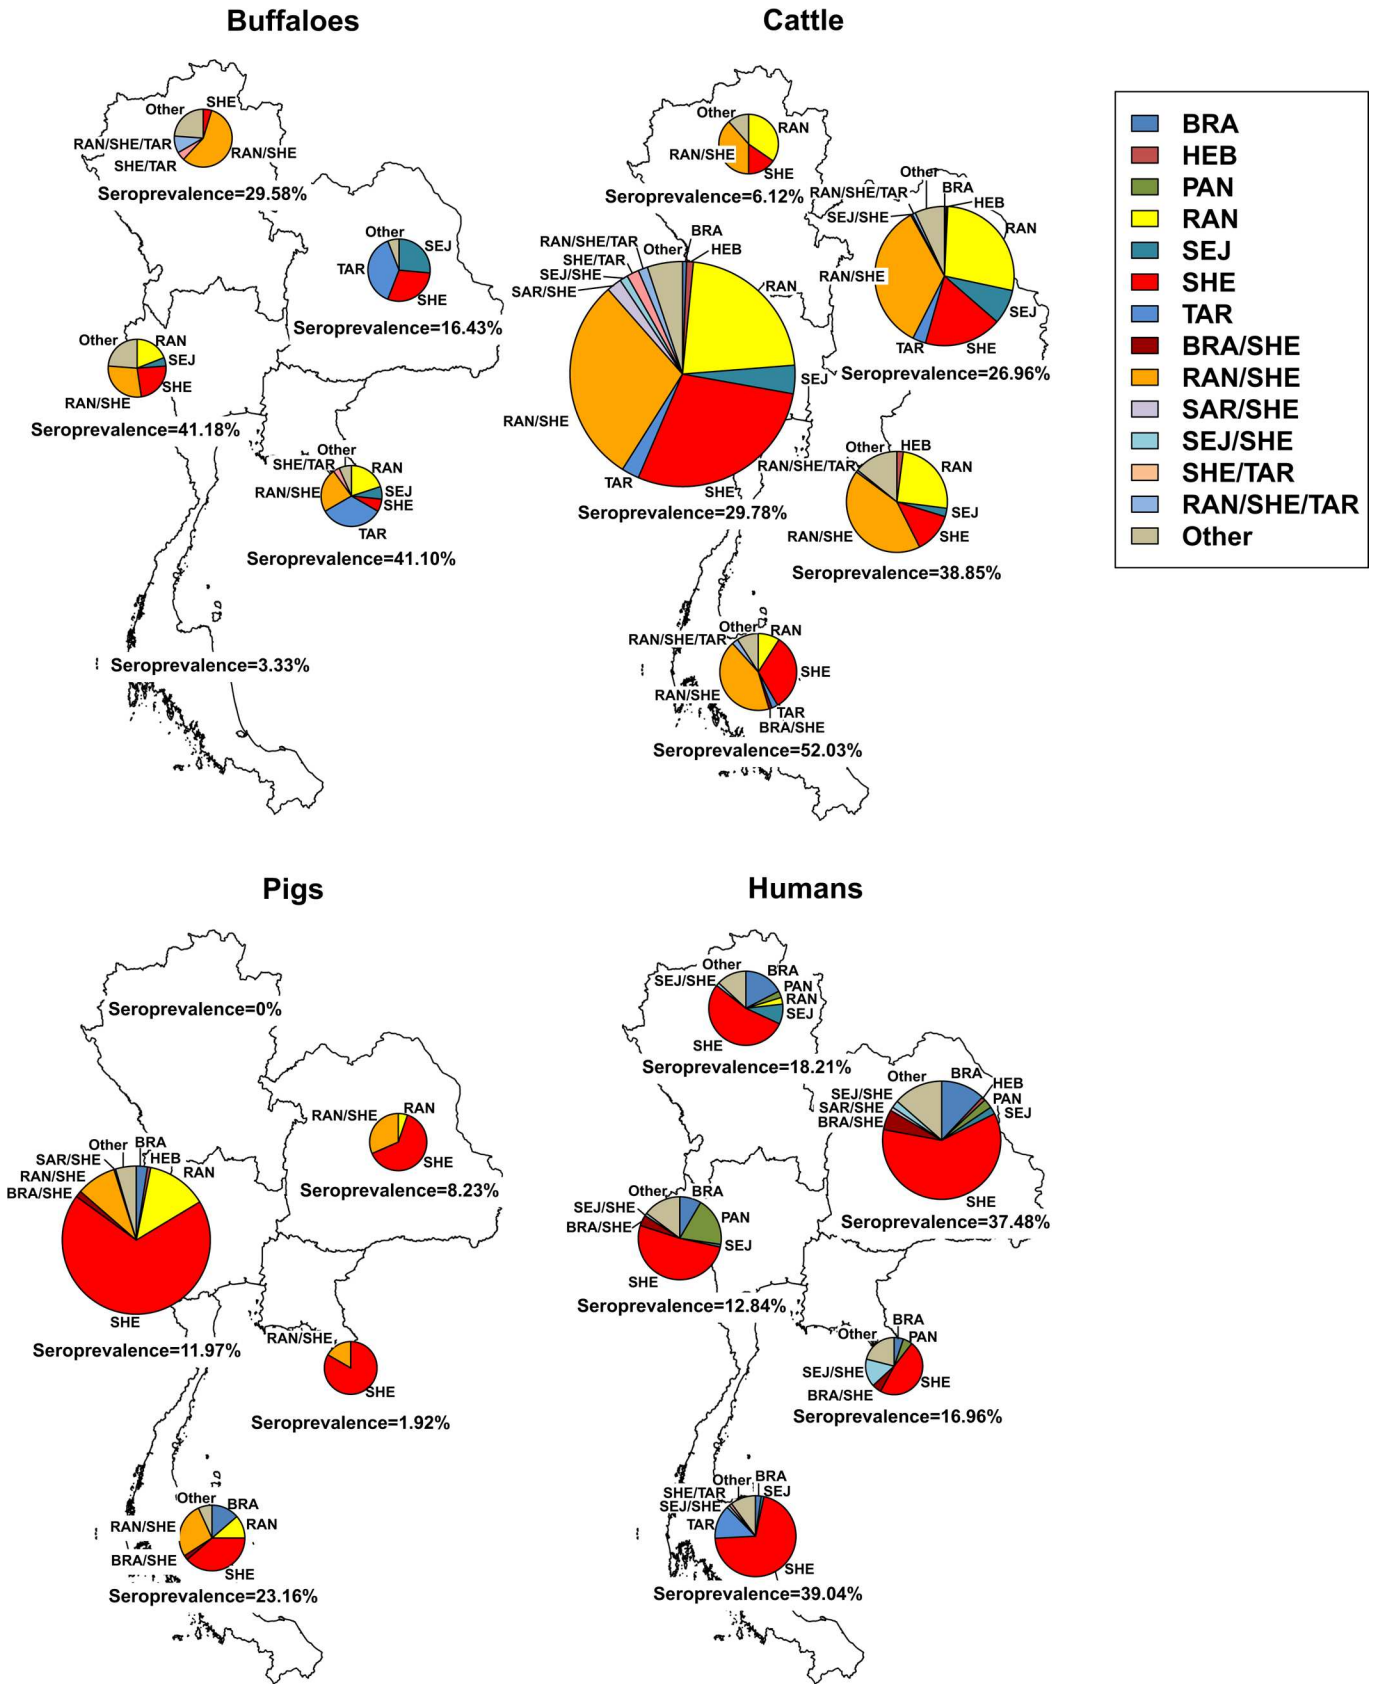 Buffaloes
Other
SHE
RAN/SHE/TAR
SHE/TAR
RAN/SHE
Seroprevalence=29.58%
Other
SEJ
TAR
SHE
Seroprevalence=16.43%
Other
RAN
SEJ
SHE
RAN/SHE
Seroprevalence=41.18%
Other
SHE/TAR
RAN
RAN/SHE
SEJ
SHE
TAR
Seroprevalence=41.10%
Seroprevalence=3.33%
Cattle
Other
RAN
RAN/SHE
SHE
Seroprevalence=6.12%
Other
RAN/SHE/TAR
BRA
HEB
SEJ/SHE
RAN
RAN/SHE
SEJ
TAR
SHE
Seroprevalence=26.96%
BRA
RAN/SHE/TAR
Other
HEB
SHE/TAR
SEJ/SHE
SAR/SHE
RAN
SEJ
RAN/SHE
TAR
SHE
Seroprevalence=29.78%
Other
HEB
RAN/SHE/TAR
RAN
SEJ
RAN/SHE
SHE
Seroprevalence=38.85%
Other
RAN
RAN/SHE/TAR
SHE
RAN/SHE
TAR
BRA/SHE
Seroprevalence=52.03%
BRA
HEB
PAN
RAN
SEJ
SHE
TAR
BRA/SHE
RAN/SHE
SAR/SHE
SEJ/SHE
SHE/TAR
RAN/SHE/TAR
Other
Pigs
Seroprevalence=0%
RAN/SHE
RAN
SHE
Seroprevalence=8.23%
Other
BRA
SAR/SHE
HEB
RAN/SHE
RAN
BRA/SHE
SHE
Seroprevalence=11.97%
RAN/SHE
SHE
Seroprevalence=1.92%
Other
BRA
RAN/SHE
RAN
BRA/SHE
SHE
Seroprevalence=23.16%
Humans
Other
BRA
SEJ/SHE
PAN
RAN
SEJ
SHE
Seroprevalence=18.21%
Other
BRA
HEB
SEJ/SHE
PAN
SAR/SHE
SEJ
BRA/SHE
SHE
Seroprevalence=37.48%
Other
BRA
SEJ/SHE
PAN
BRA/SHE
SEJ
SHE
Seroprevalence=12.84%
BRA
Other
PAN
SEJ/SHE
SHE
BRA/SHE
Seroprevalence=16.96%
Other
BRA
SHE/TAR
SEJ
SEJ/SHE
TAR
SHE
Seroprevalence=39.04%